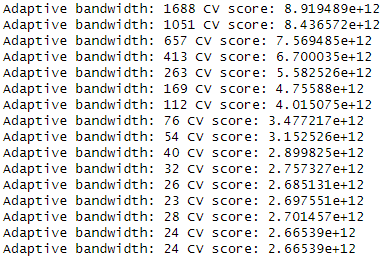 Adaptive bandwidth: 1688 CV score: 8.919489e+12
Adaptive bandwidth: 1051 CV score: 8.436572e+12
Adaptive bandwidth: 657 CV score: 7.569485e+12
Adaptive bandwidth: 413 CV score: 6.700035e+12
Adaptive bandwidth: 263 CV score: 5.582526e+12
Adaptive bandwidth: 169 CV score: 4.75588e+12
Adaptive bandwidth: 112 CV score: 4.015075e+12
Adaptive bandwidth: 76 CV score: 3.477217e+12
Adaptive bandwidth: 54 CV score: 3.152526e+12
Adaptive bandwidth: 40 CV score: 2.899825e+12
Adaptive bandwidth: 32 CV score: 2.757327e+12
Adaptive bandwidth: 26 CV score: 2.685131e+12
Adaptive bandwidth: 23 CV score: 2.697551e+12
Adaptive bandwidth: 28 CV score: 2.701457e+12
Adaptive bandwidth: 24 CV score: 2.66539e+12
Adaptive bandwidth: 24 CV score: 2.66539e+12